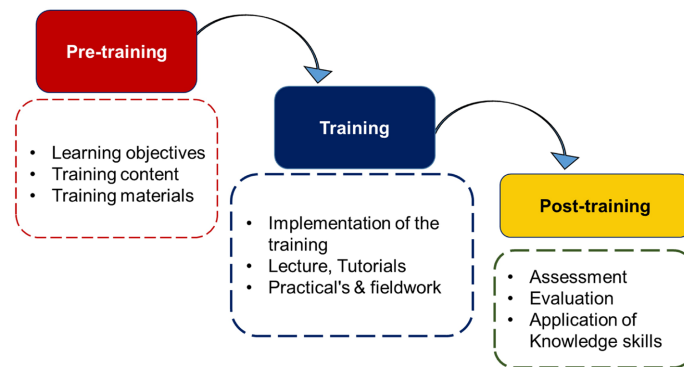 Pre-training
• Learning objectives
• Training content
• Training materials
Training
• Implementation of the
training
• Lecture, Tutorials
• Practical's & fieldwork
Post-training
• Assessment
• Evaluation
• Application of
Knowledge skills